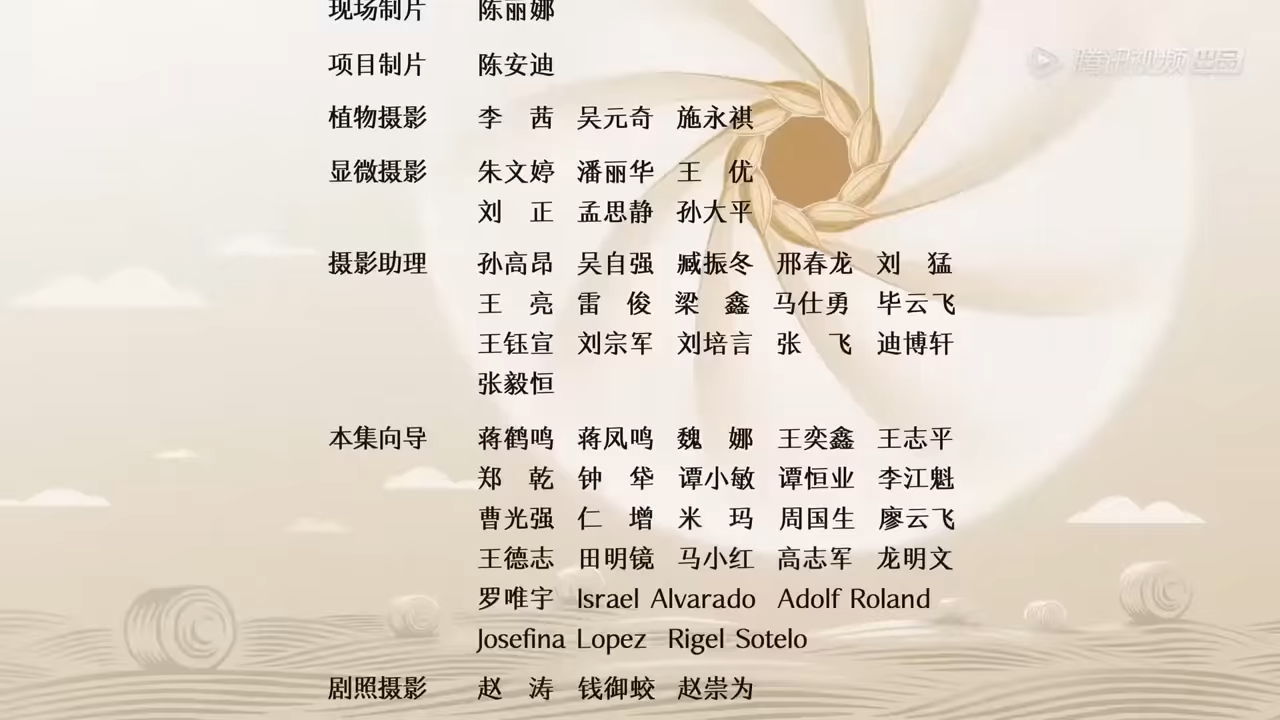 现场制片 陈丽娜
腾讯视频 出品
项目制片 陈安迪
植物摄影 李 茜 吴元奇 施永祺
显微摄影 朱文婷 潘丽华 王 优
刘 正 孟思静 孙大平
摄影助理 孙高昂 吴自强 臧振冬 邢春龙 刘 猛
王 亮 雷 俊 梁 鑫 马仕勇 毕云飞
王钰宣 刘宗军 刘培言 张 飞 迪博轩
张毅恒
本集向导 蒋鹤鸣 蒋凤鸣 魏 娜 王奕鑫 王志平
郑 乾 钟 华 谭小敏 谭恒业 李江魁
曹光强 仁 增 米 玛 周国生 廖云飞
王德志 田明镜 马小红 高志军 龙明文
罗唯宇 Israel Alvarado Adolf Roland
Josefina Lopez Rigel Sotelo
剧照摄影 赵 涛 钱御蛟 赵崇为